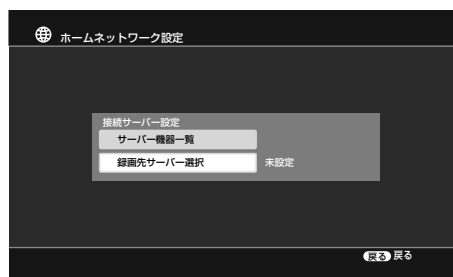 ホームネットワーク設定
接続サーバー設定
サーバー機器一覧
録画先サーバー選択 未設定
戻る 戻る